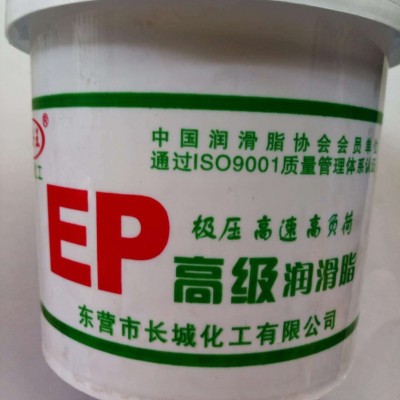 中国润滑脂协会会员单
通过ISO9001质量管理体系认
®
工
EP
极压 高速 高负荷
高级润滑脂
东营市长城化工有限公司